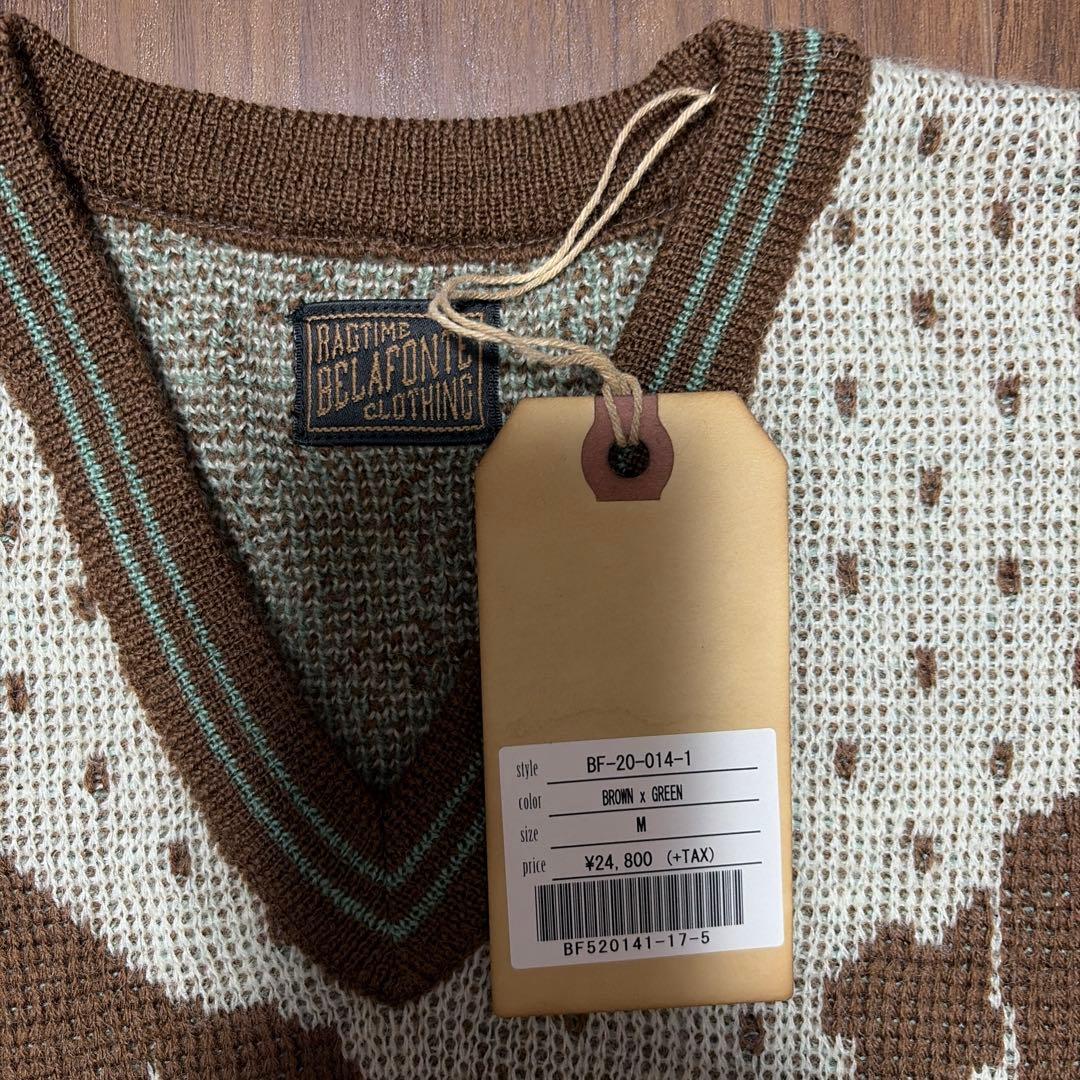 RAGTIME
BELAFONTE
CLOTHING
style BF-20-014-1
color BROWN x GREEN
size M
price ¥24,800 (+TAX)
BF520141-17-5